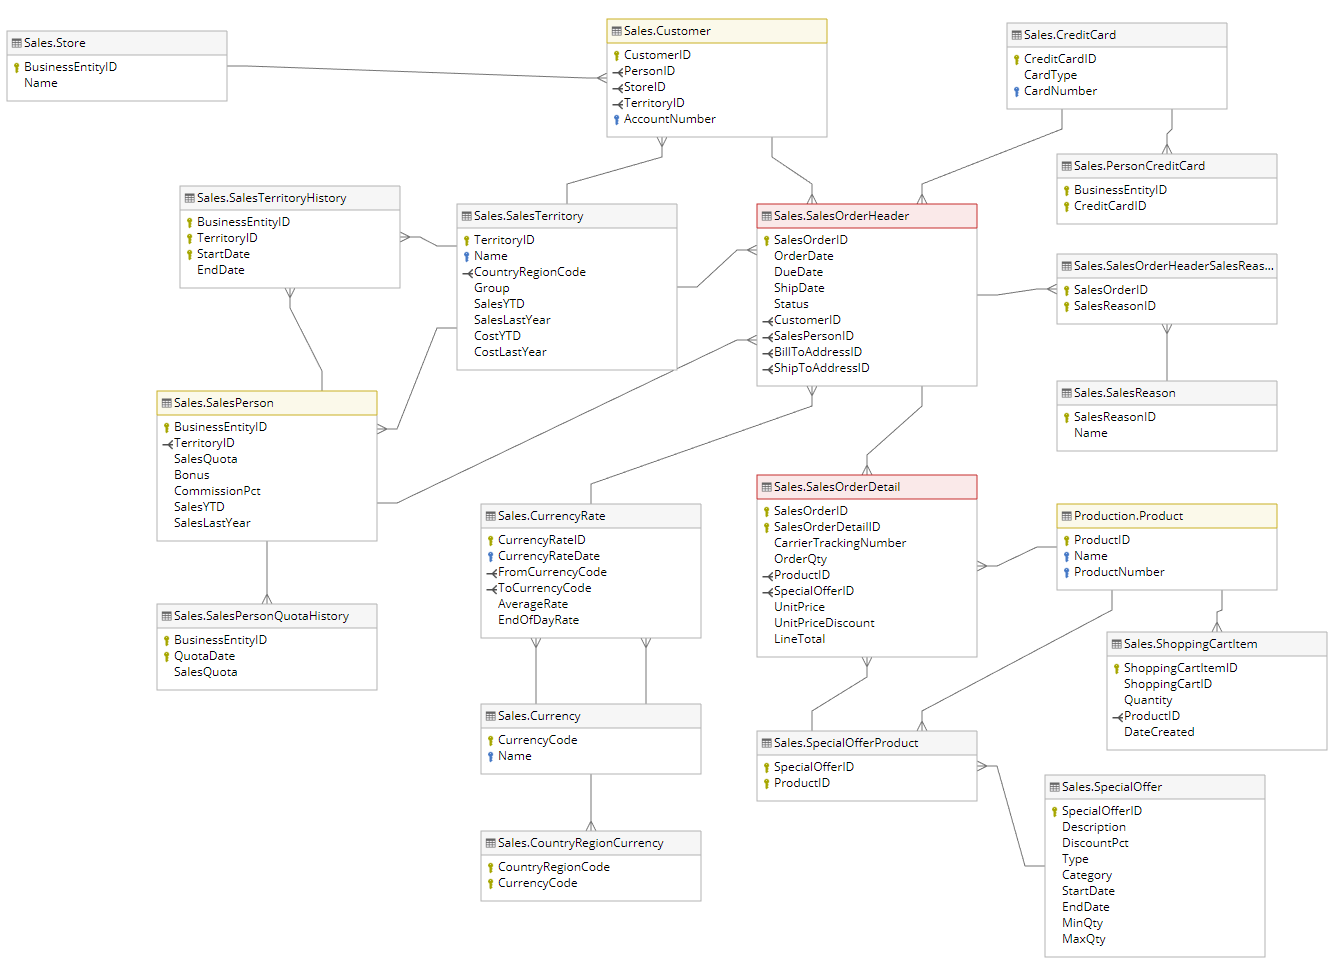 Sales.Store
BusinessEntityID
Name
Sales.Customer
CustomerID
PersonID
StoreID
TerritoryID
AccountNumber
Sales.CreditCard
CreditCardID
CardType
CardNumber
Sales.PersonCreditCard
BusinessEntityID
CreditCardID
Sales.SalesTerritoryHistory
BusinessEntityID
TerritoryID
StartDate
EndDate
Sales.SalesTerritory
TerritoryID
Name
CountryRegionCode
Group
SalesYTD
SalesLastYear
CostYTD
CostLastYear
Sales.SalesOrderHeader
SalesOrderID
OrderDate
DueDate
ShipDate
Status
CustomerID
SalesPersonID
BillToAddressID
ShipToAddressID
Sales.SalesOrderHeaderSalesReas...
SalesOrderID
SalesReasonID
Sales.SalesReason
SalesReasonID
Name
Sales.SalesPerson
BusinessEntityID
TerritoryID
SalesQuota
Bonus
CommissionPct
SalesYTD
SalesLastYear
Sales.CurrencyRate
CurrencyRateID
CurrencyRateDate
FromCurrencyCode
ToCurrencyCode
AverageRate
EndOfDayRate
Sales.SalesOrderDetail
SalesOrderID
SalesOrderDetailID
CarrierTrackingNumber
OrderQty
ProductID
SpecialOfferID
UnitPrice
UnitPriceDiscount
LineTotal
Production.Product
ProductID
Name
ProductNumber
Sales.SalesPersonQuotaHistory
BusinessEntityID
QuotaDate
SalesQuota
Sales.ShoppingCartItem
ShoppingCartItemID
ShoppingCartID
Quantity
ProductID
DateCreated
Sales.Currency
CurrencyCode
Name
Sales.SpecialOfferProduct
SpecialOfferID
ProductID
Sales.SpecialOffer
SpecialOfferID
Description
DiscountPct
Type
Category
StartDate
EndDate
MinQty
MaxQty
Sales.CountryRegionCurrency
CountryRegionCode
CurrencyCode